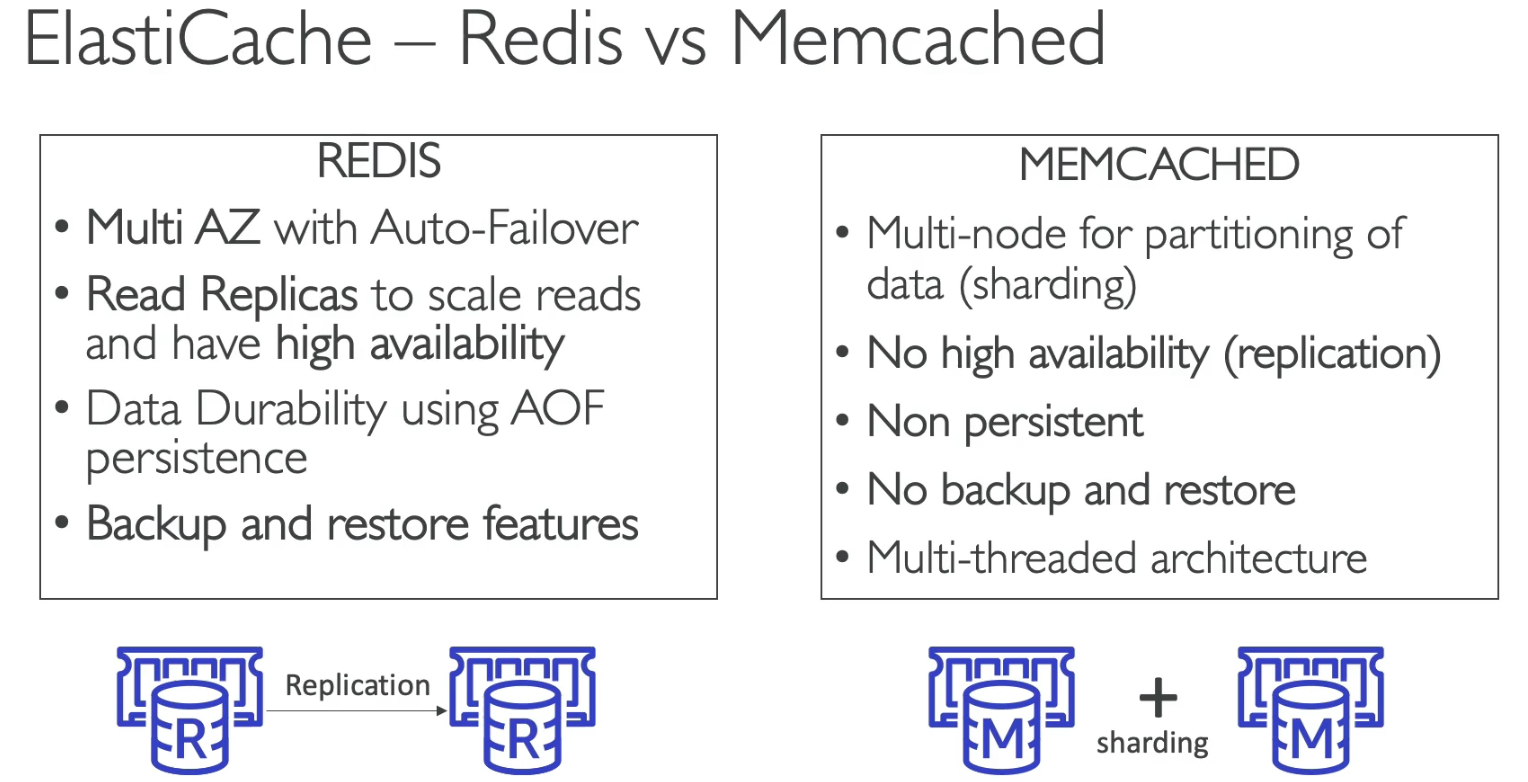 ElastiCache – Redis vs Memcached
REDIS
• Multi AZ with Auto-Failover
• Read Replicas to scale reads
and have high availability
• Data Durability using AOF
persistence
• Backup and restore features
MEMCACHED
• Multi-node for partitioning of
data (sharding)
• No high availability (replication)
• Non persistent
• No backup and restore
• Multi-threaded architecture
R
Replication
R
M
+
sharding
M